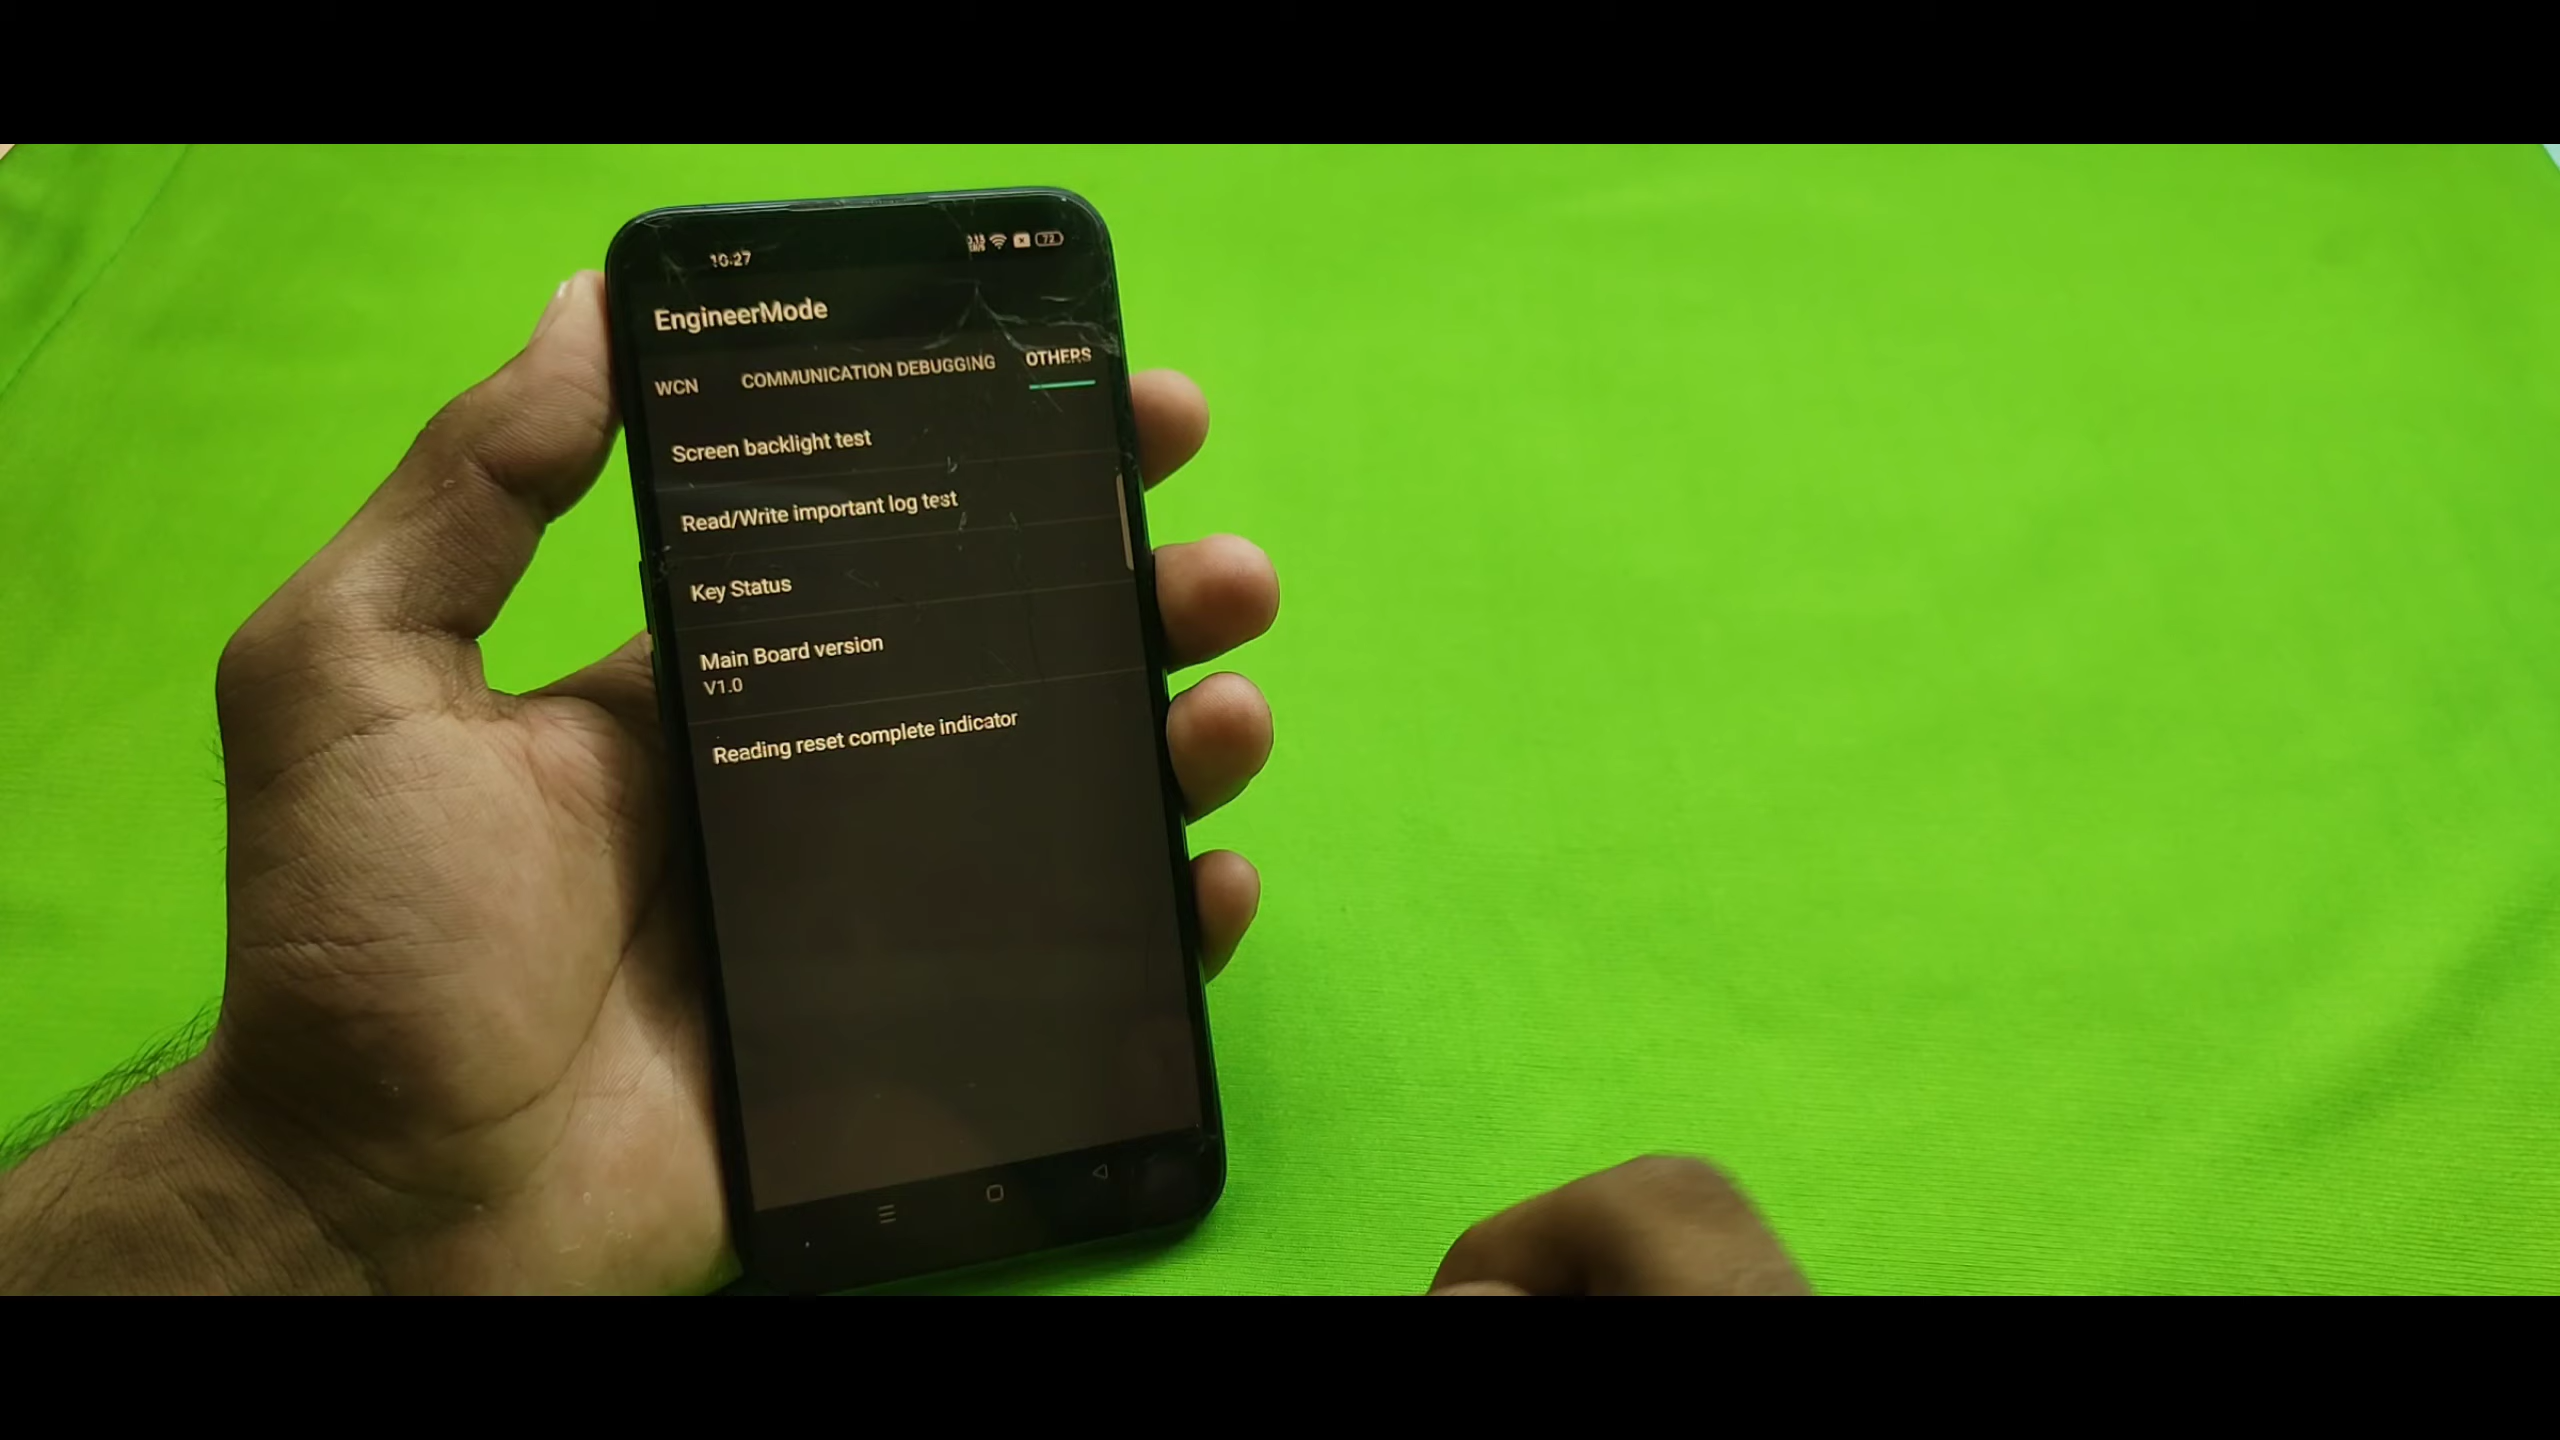 10:27
72
EngineerMode
WCN COMMUNICATION DEBUGGING OTHERS
Screen backlight test
Read/Write important log test
Key Status
Main Board version
V1.0
Reading reset complete indicator